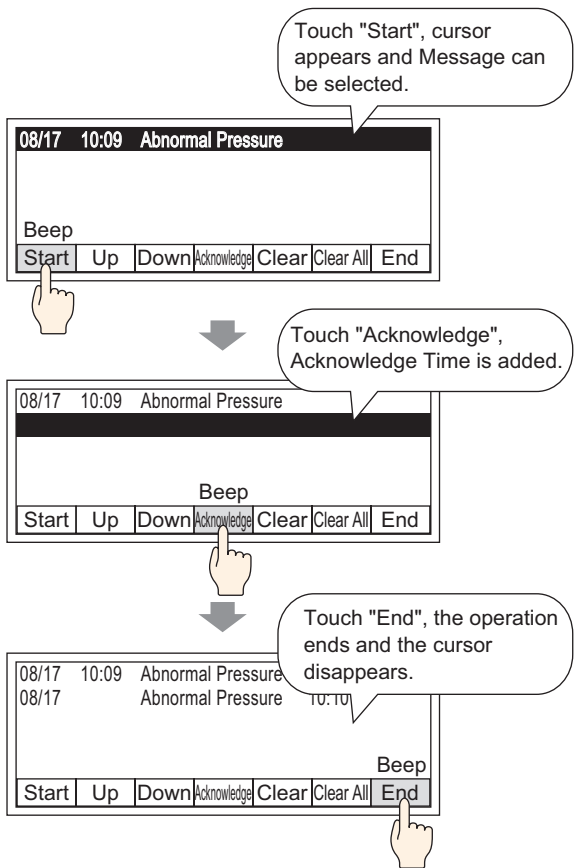 Touch "Start", cursor
appears and Message can
be selected.
08/17 10:09 Abnormal Pressure
Beep
Start Up Down Acknowledge Clear Clear All End
Touch "Acknowledge",
Acknowledge Time is added.
08/17 10:09 Abnormal Pressure
Beep
Start Up Down Acknowledge Clear Clear All End
Touch "End", the operation
ends and the cursor
disappears.
08/17 10:09 Abnormal Pressure
08/17 Abnormal Pressure 10:10
Beep
Start Up Down Acknowledge Clear Clear All End